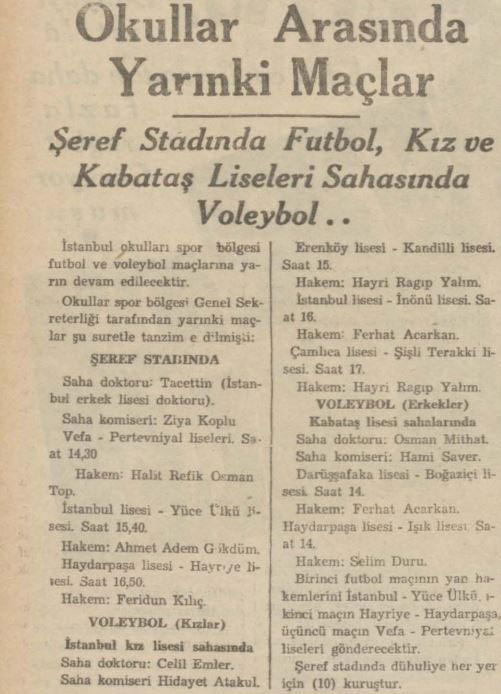 Okullar Arasında
Yarınki Maçlar
Şeref Stadında Futbol, Kız ve
Kabataş Liseleri Sahasında
Voleybol . .
İstanbul okulları spor bölgesi
futbol ve voleybol maçlarına ya-
rın devam edilecektir.
Okullar spor bölgesi Genel Sek-
reterliği tarafından yarınki maç-
lar şu suretle tanzim edilmişti:
ŞEREF STADINDA
Saha doktoru: Tacettin (İstan-
bul erkek lisesi doktoru).
Saha komiseri: Ziya Koplu
Vefa - Pertevniyal liseleri. Sa-
at 14,30
Hakem: Halit Refik Osman
Top.
İstanbul lisesi - Yüce Ülkü li-
sesi. Saat 15,40.
Hakem: Ahmet Adem Gökdüm.
Haydarpaşa lisesi - Hayriye li-
sesi. Saat 16,50.
Hakem: Feridun Kılıç.
VOLEYBOL (Kızlar)
İstanbul kız lisesi sahasında
Saha doktoru: Celil Emler.
Saha komiseri Hidayet Atakul.
Erenköy lisesi - Kandilli lisesi.
Saat 15.
Hakem: Hayri Ragıp Yalım.
İstanbul lisesi - İnönü lisesi. Sa-
at 16.
Hakem: Ferhat Acarkan.
Çamlıca lisesi - Şişli Terakki li-
sesi. Saat 17.
Hakem: Hayri Ragıp Yalım.
VOLEYBOL (Erkekler)
Kabataş lisesi sahalarında
Saha doktoru: Osman Mithat.
Saha komiseri: Hami Saver.
Darüşşafaka lisesi - Boğaziçi li-
sesi. Saat 14.
Hakem: Ferhat Acarkan.
Haydarpaşa lisesi - Işık lisesi. Sa-
at 14.
Hakem: Selim Duru.
Birinci futbol maçının yan ha-
kemlerini İstanbul - Yüce Ülkü, i-
kinci maçın Hayriye - Haydarpaşa,
üçüncü maçın Vefa - Pertevniyal
liseleri gönderecektir.
Şeref stadında dühuliye her yer
için (10) kuruştur.